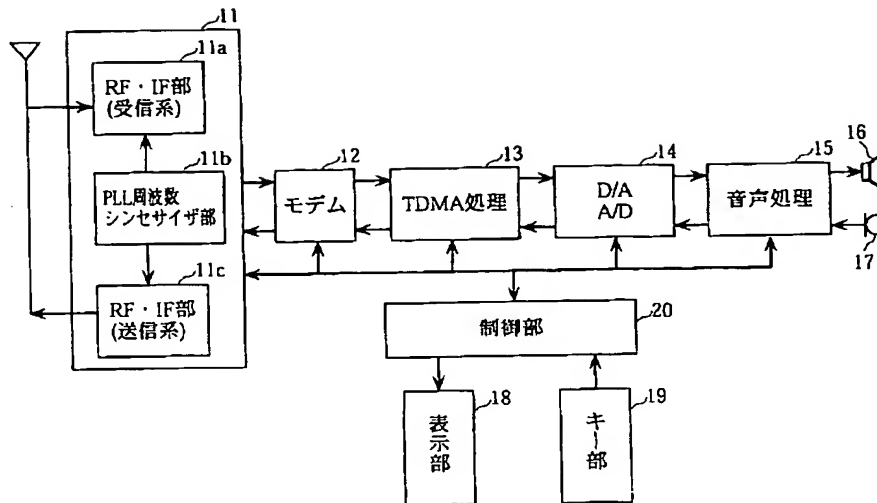 11
11a
RF・IF部
(受信系)
11b
PLL周波数
シンセサイザ部
11c
RF・IF部
(送信系)
12
モデム
13
TDMA処理
14
D/A
A/D
15
音声処理
16
17
制御部
20
18
表示部
19
キー部